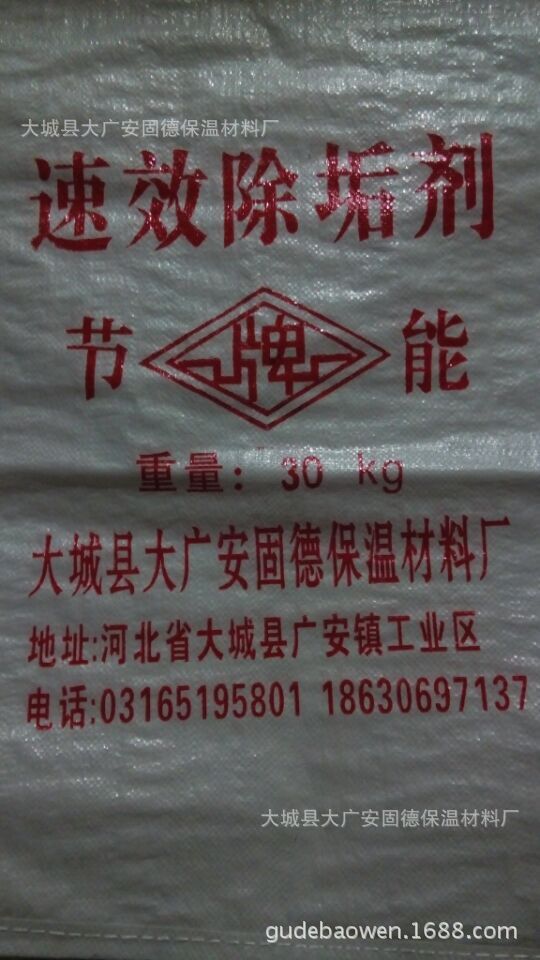 大城县大广安固德保温材料厂
速效除垢剂
节牌能
重量: 30 kg
大城县大广安固德保温材料厂
地址:河北省大城县广安镇工业区
电话:03165195801 18630697137
大城县大广安固德保温材料厂
gudebaowen.1688.com